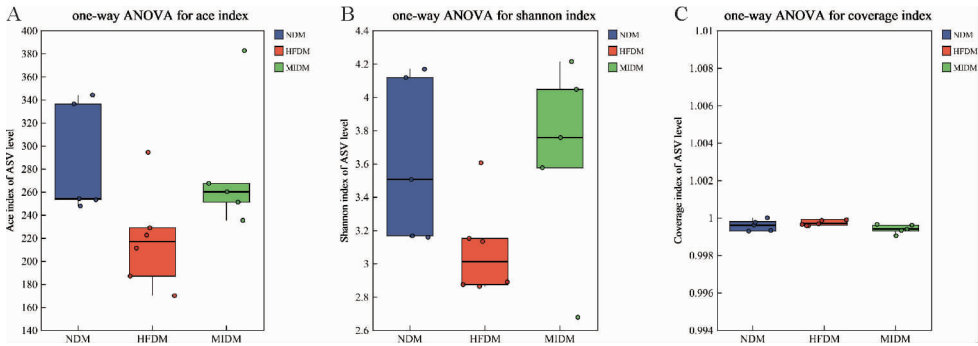 A
one-way ANOVA for ace index
Ace index of ASV level
400
380
360
340
320
300
280
260
240
220
200
180
160
140
NDM
HFDM
MIDM
NDM
HFDM
MIDM
B
one-way ANOVA for shannon index
Shannon index of ASV level
4.4
4.2
4
3.8
3.6
3.4
3.2
3
2.8
2.6
NDM
HFDM
MIDM
NDM
HFDM
MIDM
C
one-way ANOVA for coverage index
Coverage index of ASV level
1.01
1.008
1.006
1.004
1.002
1
0.998
0.996
0.994
NDM
HFDM
MIDM
NDM
HFDM
MIDM